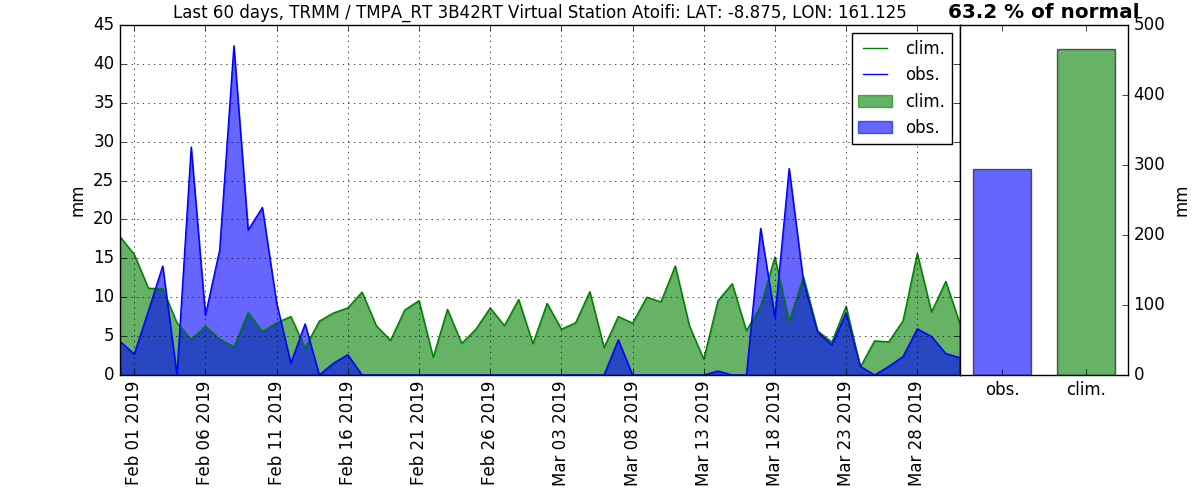 Last 60 days, TRMM / TMPA_RT 3B42RT Virtual Station Atoifi: LAT: -8.875, LON: 161.125
63.2 % of normal
45
40
35
30
25
20
15
10
5
0
mm
clim.
obs.
clim.
obs.
Feb 01 2019
Feb 06 2019
Feb 11 2019
Feb 16 2019
Feb 21 2019
Feb 26 2019
Mar 03 2019
Mar 08 2019
Mar 13 2019
Mar 18 2019
Mar 23 2019
Mar 28 2019
obs.
clim.
500
400
300
200
100
0
mm